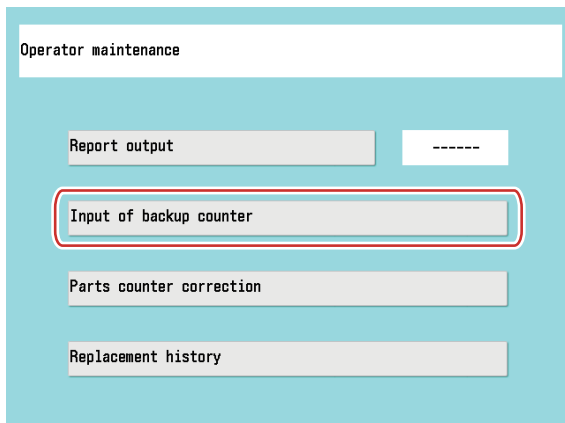 Operator maintenance
Report output
------
Input of backup counter
Parts counter correction
Replacement history